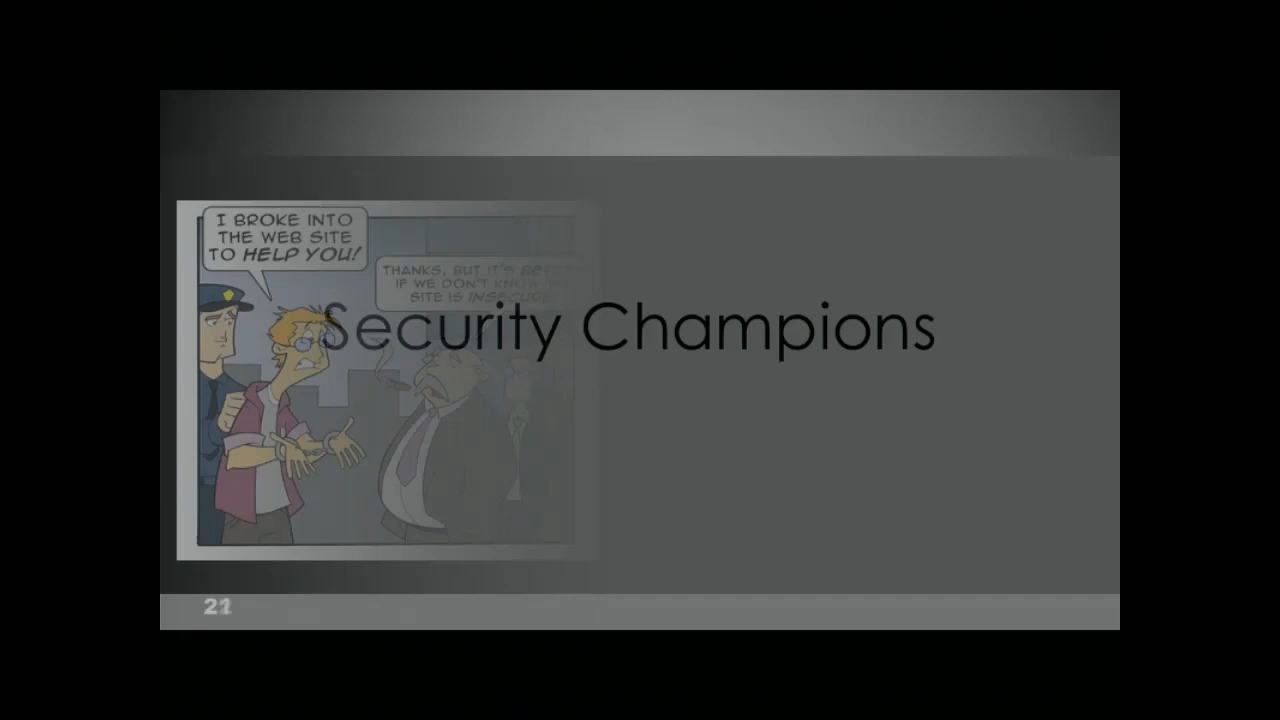 I BROKE INTO
THE WEB SITE
TO HELP YOU!
THANKS, BUT IT'S
IF WE DON'T KNOW
SITE IS INSECURE
Security Champions